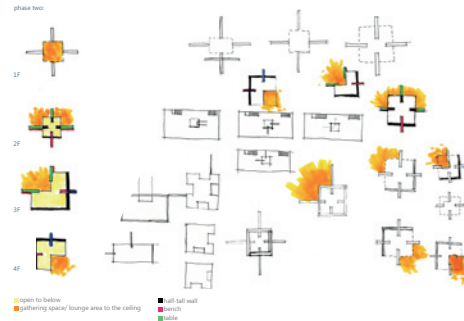 phase two:
1F
2F
3F
4F
open to below
gathering space/ lounge area to the ceiling
half-tall wall
bench
table